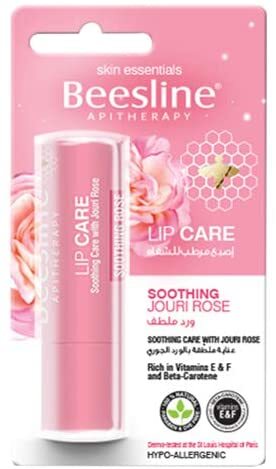 skin essentials
Beesline®
APITHERAPY
LIP CARE
إصبع مرطب للشفاه
SOOTHING
JOURI ROSE
ورد ملطف
SOOTHING CARE WITH JOURI ROSE
عناية ملطفة بالورد الجوري
Rich in Vitamins E & F
and Beta-Carotene
vitamins
E&F
Dermo-tested at the St Louis Hospital of Paris
HYPO-ALLERGENIC
Beesline
APITHERAPY
LIP CARE
Soothing Care with Jouri Rose
SOOTHING ROSE